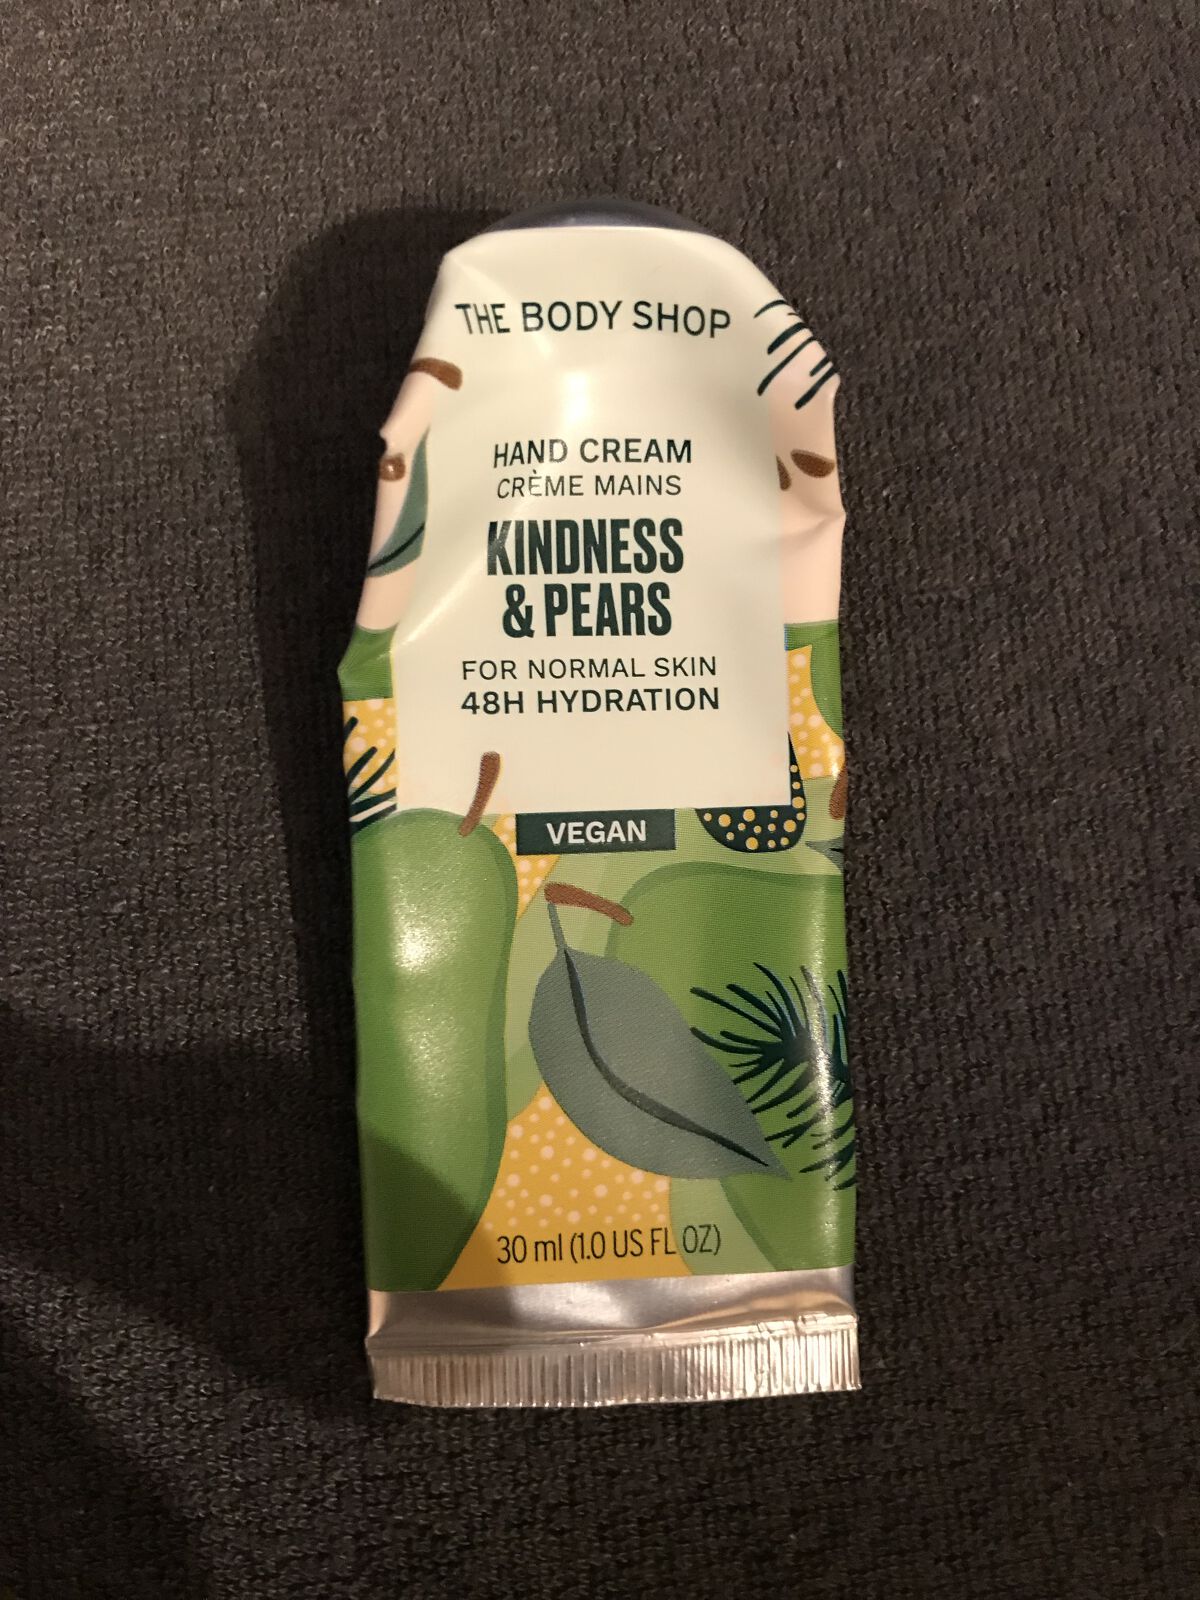 THE BODY SHOP
HAND CREAM
CRÈME MAINS
KINDNESS
& PEARS
FOR NORMAL SKIN
48H HYDRATION
VEGAN
30 ml (1.0 US FL OZ)